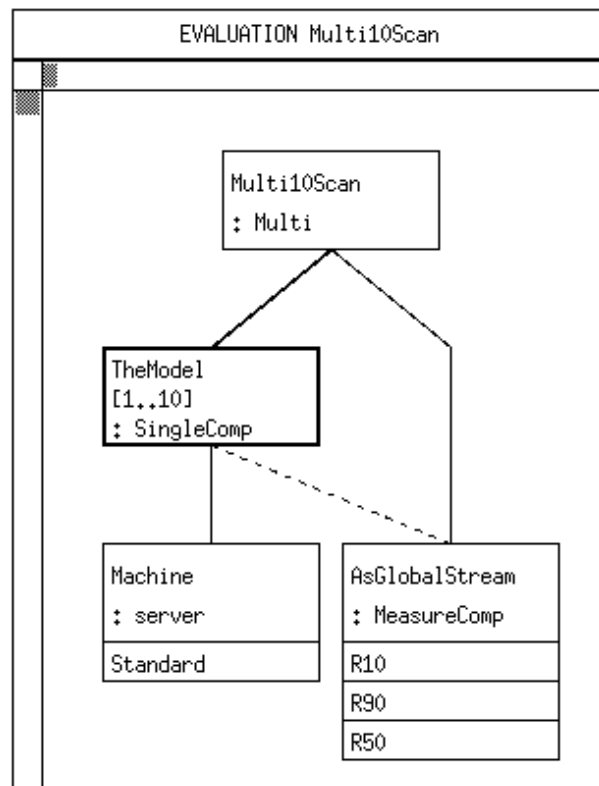 EVALUATION Multi10Scan
Multi10Scan
: Multi
TheModel
[1..10]
: SingleComp
Machine
: server
Standard
AsGlobalStream
: MeasureComp
R10
R90
R50